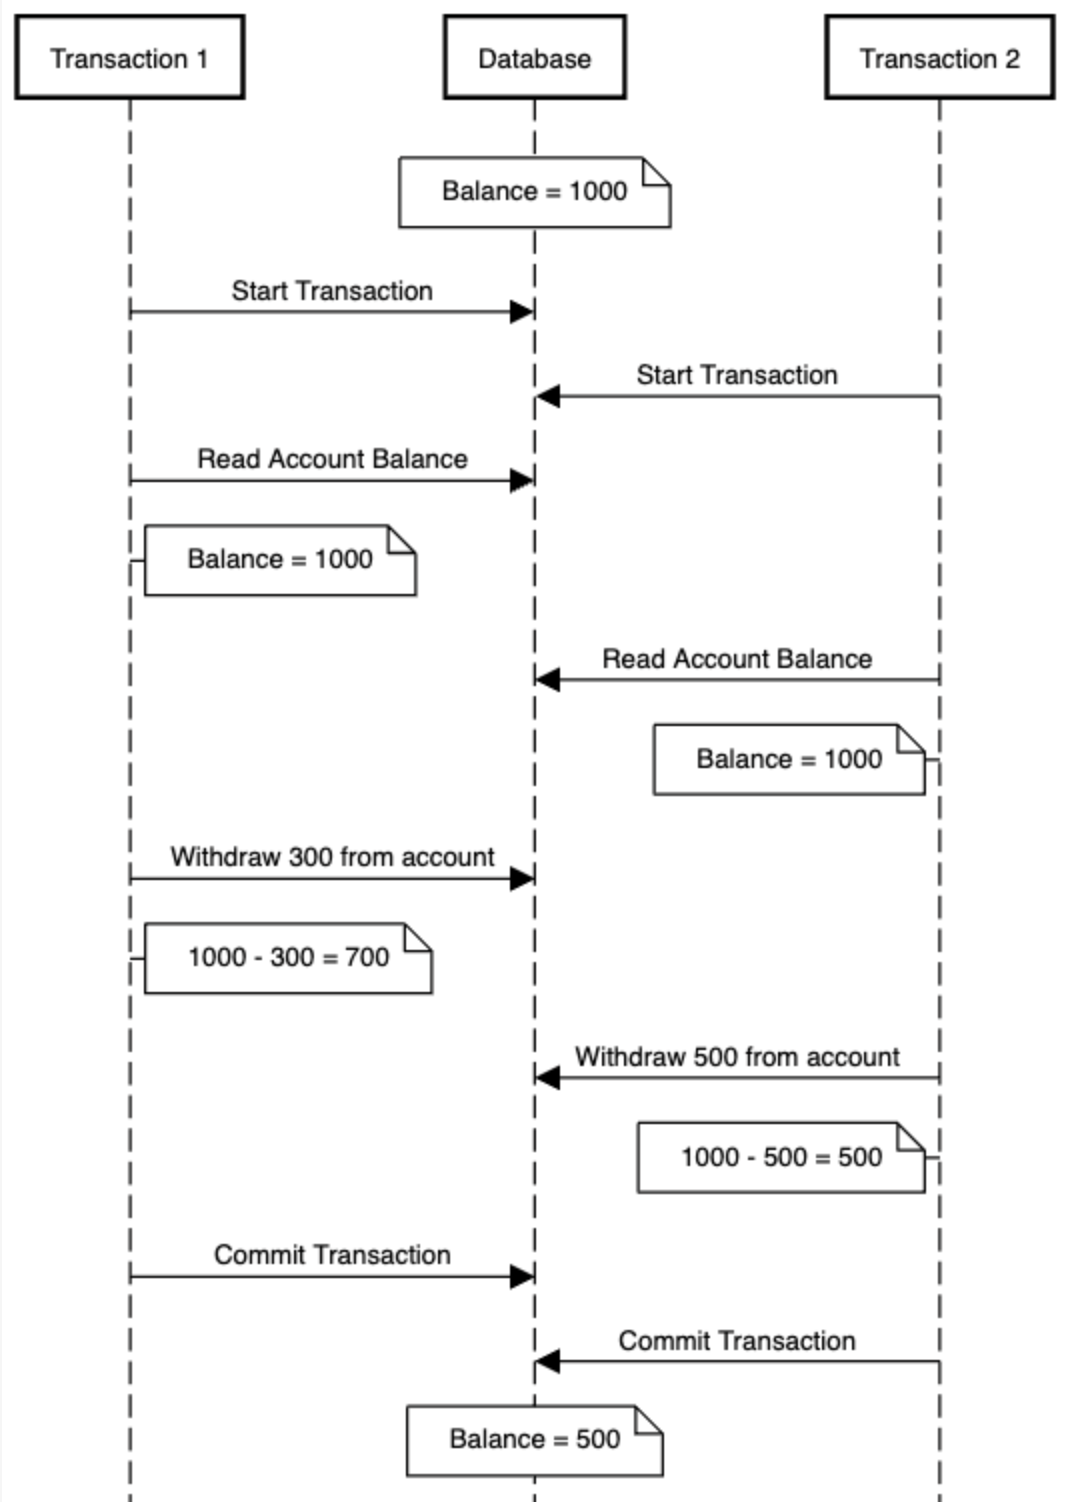 Transaction 1
Database
Transaction 2
Balance = 1000
Start Transaction
Start Transaction
Read Account Balance
Balance = 1000
Read Account Balance
Balance = 1000
Withdraw 300 from account
1000 - 300 = 700
Withdraw 500 from account
1000 - 500 = 500
Commit Transaction
Commit Transaction
Balance = 500